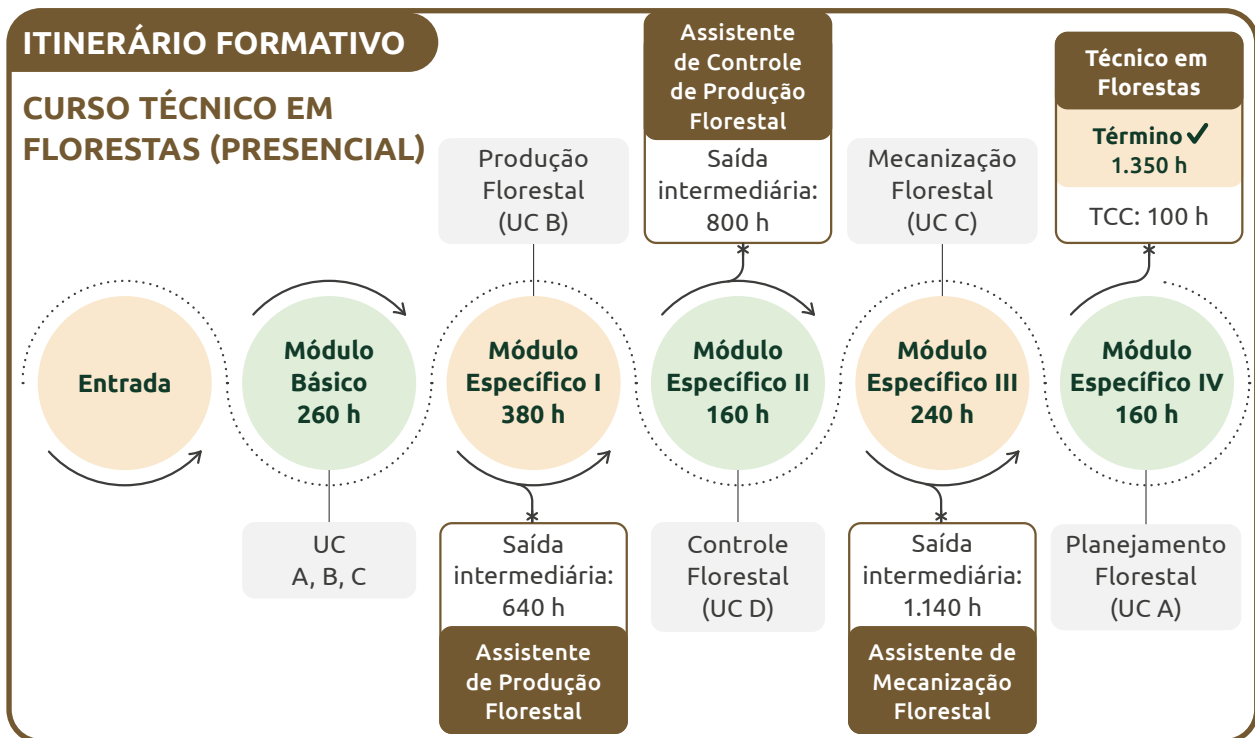 ITINERÁRIO FORMATIVO
CURSO TÉCNICO EM
FLORESTAS (PRESENCIAL)
Entrada
Módulo
Básico
260 h
UC
A, B, C
Produção
Florestal
(UC B)
Módulo
Específico I
380 h
Saída
intermediária:
640 h
Assistente
de Produção
Florestal
Assistente
de Controle
de Produção
Florestal
Saída
intermediária:
800 h
Módulo
Específico II
160 h
Controle
Florestal
(UC D)
Mecanização
Florestal
(UC C)
Módulo
Específico III
240 h
Saída
intermediária:
1.140 h
Assistente de
Mecanização
Florestal
Técnico em
Florestas
Término ✓
1.350 h
TCC: 100 h
Módulo
Específico IV
160 h
Planejamento
Florestal
(UC A)